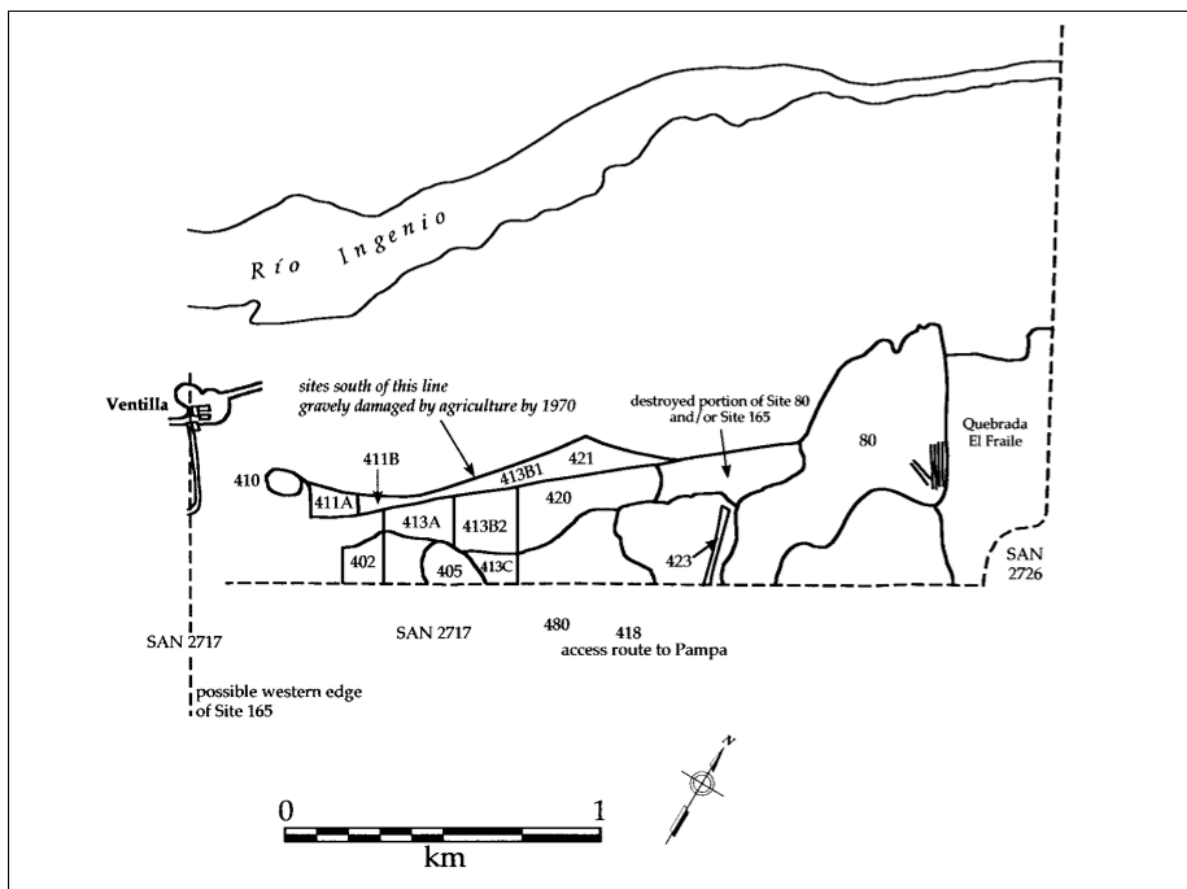 Río Ingenio
Ventilla
sites south of this line
gravely damaged by agriculture by 1970
destroyed portion of Site 80
and/or Site 165
Quebrada
El Fraile
80
410
411A
411B
413B1
421
420
413A
413B2
402
405
413C
423
SAN
2726
SAN 2717
SAN 2717
480
418
access route to Pampa
possible western edge
of Site 165
N
0
1
km